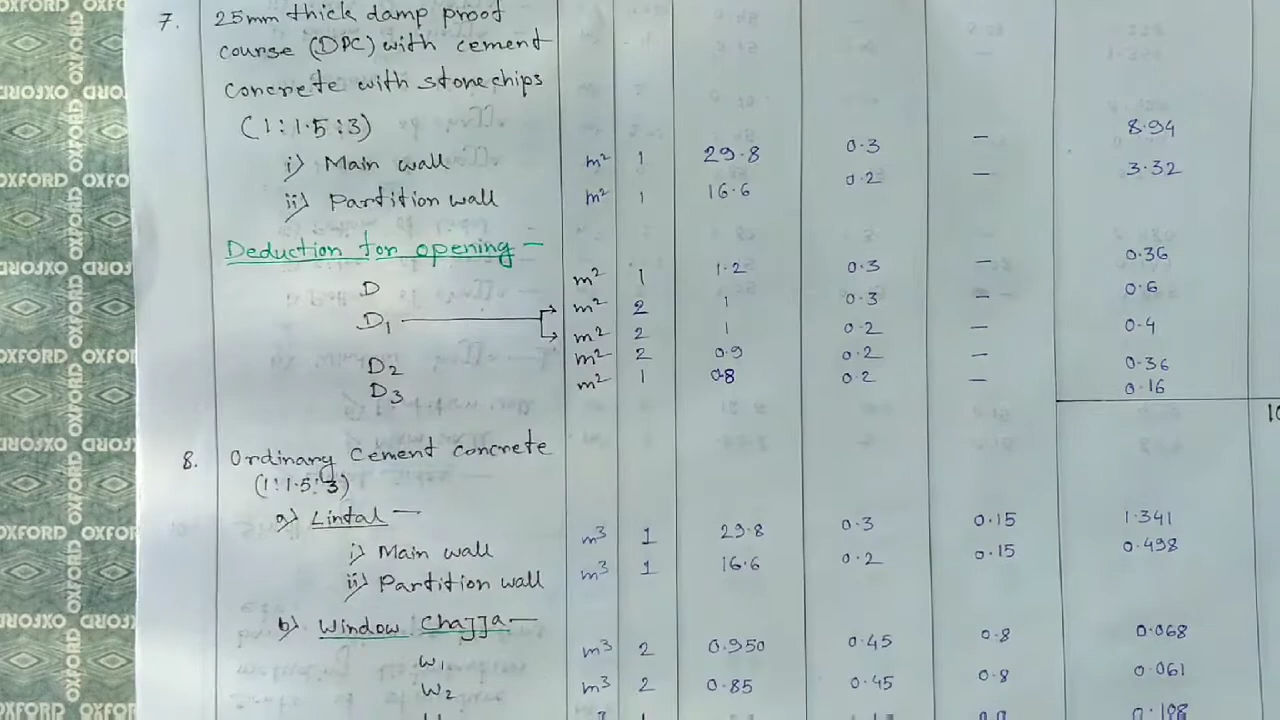 7. 25mm thick damp proof
course (DPC) with cement
concrete with stone chips
(1:1.5:3)
i) Main wall m² 1 29.8 0.3 — 8.94
ii) Partition wall m² 1 16.6 0.2 — 3.32
Deduction for opening —
D m² 1 1.2 0.3 — 0.36
D1 m² 2 1 0.3 — 0.6
m² 2 1 0.2 — 0.4
D2 m² 2 0.9 0.2 — 0.36
D3 m² 1 0.8 0.2 — 0.16
10
8. Ordinary Cement concrete
(1:1.5:3)
a) Lintal —
i) Main wall m³ 1 29.8 0.3 0.15 1.341
ii) Partition wall m³ 1 16.6 0.2 0.15 0.498
b) Window Chajja —
W1 m³ 2 0.950 0.45 0.8 0.068
W2 m³ 2 0.85 0.45 0.8 0.061
OXFORD